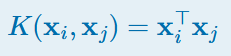 K(𝐱ᵢ, 𝐱ⱼ) = 𝐱ᵢ^⊤ 𝐱ⱼ